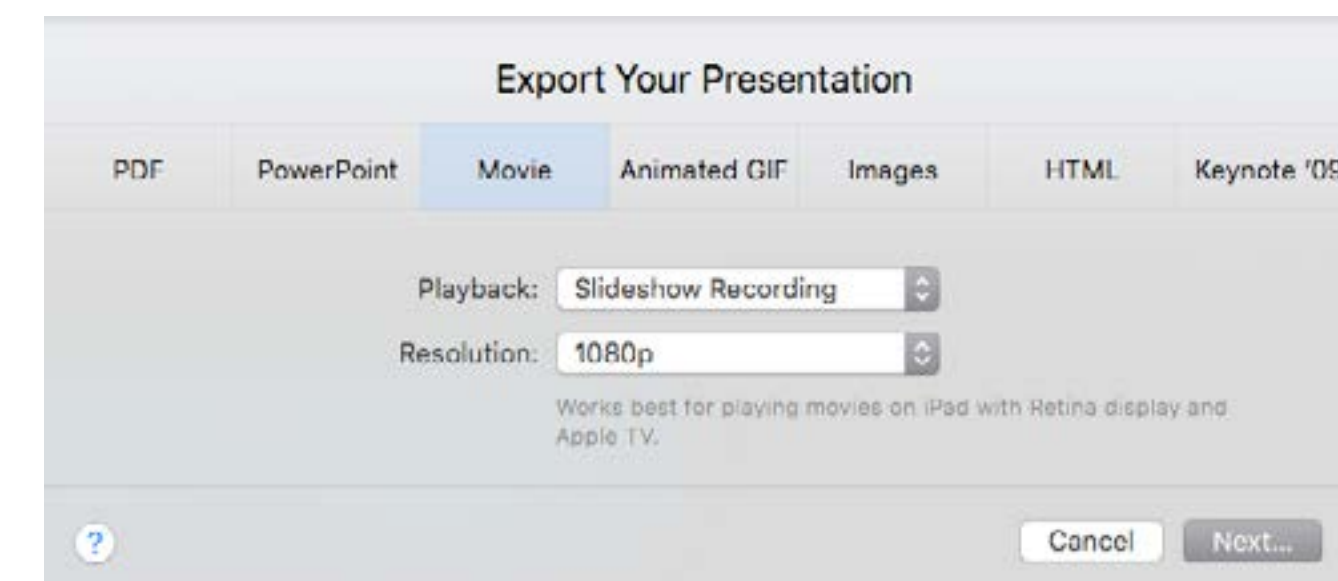 Export Your Presentation
PDF PowerPoint Movie Animated GIF Images HTML Keynote '09
Playback: Slideshow Recording
Resolution: 1080p
Works best for playing movies on iPad with Retina display and
Apple TV.
? Cancel Next...